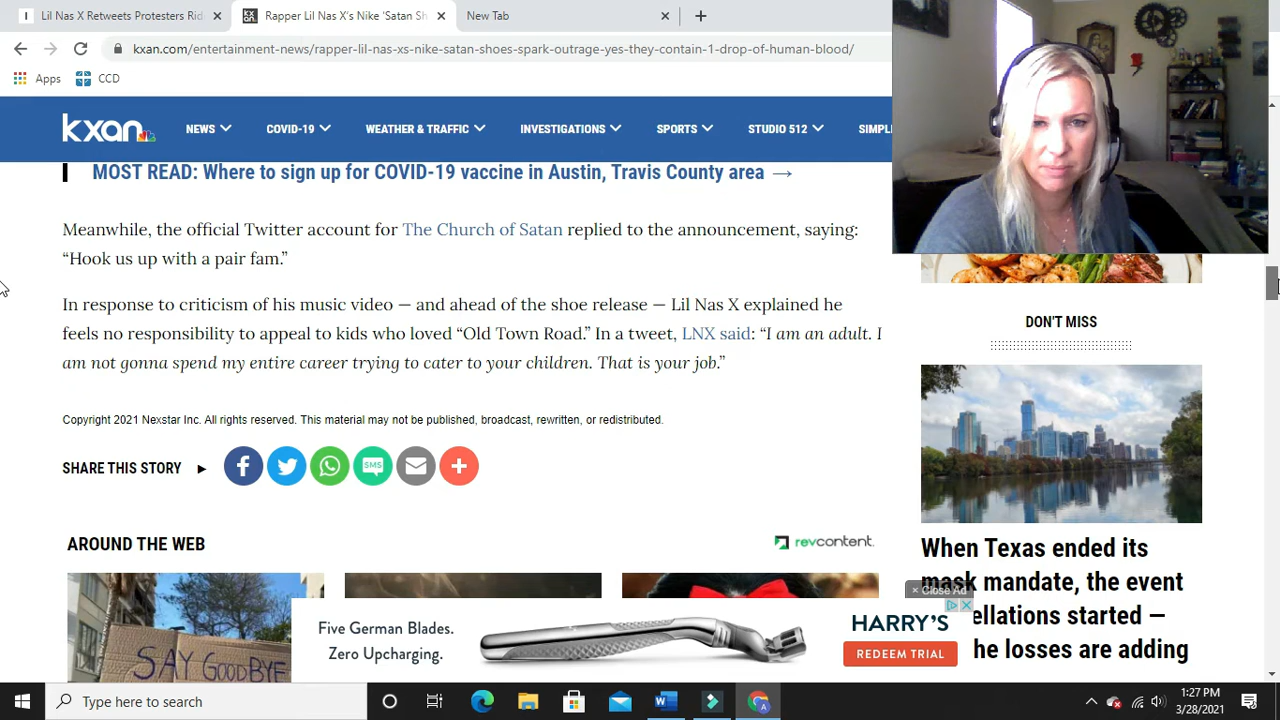 Lil Nas X Retweets Protesters Rid
Rapper Lil Nas X's Nike 'Satan Sh
New Tab
kxan.com/entertainment-news/rapper-lil-nas-xs-nike-satan-shoes-spark-outrage-yes-they-contain-1-drop-of-human-blood/
Apps
CCD
kxan
NEWS
COVID-19
WEATHER & TRAFFIC
INVESTIGATIONS
SPORTS
STUDIO 512
SIMPL
MOST READ: Where to sign up for COVID-19 vaccine in Austin, Travis County area →
Meanwhile, the official Twitter account for The Church of Satan replied to the announcement, saying:
“Hook us up with a pair fam.”
In response to criticism of his music video — and ahead of the shoe release — Lil Nas X explained he
feels no responsibility to appeal to kids who loved “Old Town Road.” In a tweet, LNX said: “I am an adult. I
am not gonna spend my entire career trying to cater to your children. That is your job.”
Copyright 2021 Nexstar Inc. All rights reserved. This material may not be published, broadcast, rewritten, or redistributed.
SHARE THIS STORY
SMS
AROUND THE WEB
revcontent.
SAY GOODBYE
DON'T MISS
When Texas ended its
mask mandate, the event
ellations started —
he losses are adding
× Close Ad
Five German Blades.
Zero Upcharging.
HARRY'S
REDEEM TRIAL
Type here to search
1:27 PM
3/28/2021